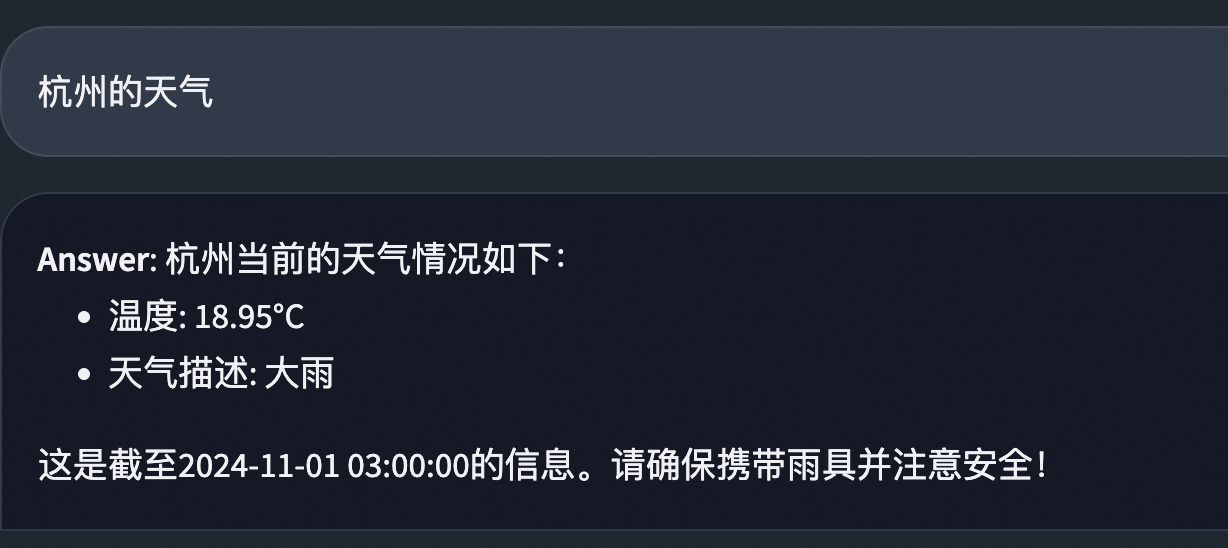 杭州的天气
Answer: 杭州当前的天气情况如下：
• 温度: 18.95°C
• 天气描述: 大雨
这是截至2024-11-01 03:00:00的信息。请确保携带雨具并注意安全！